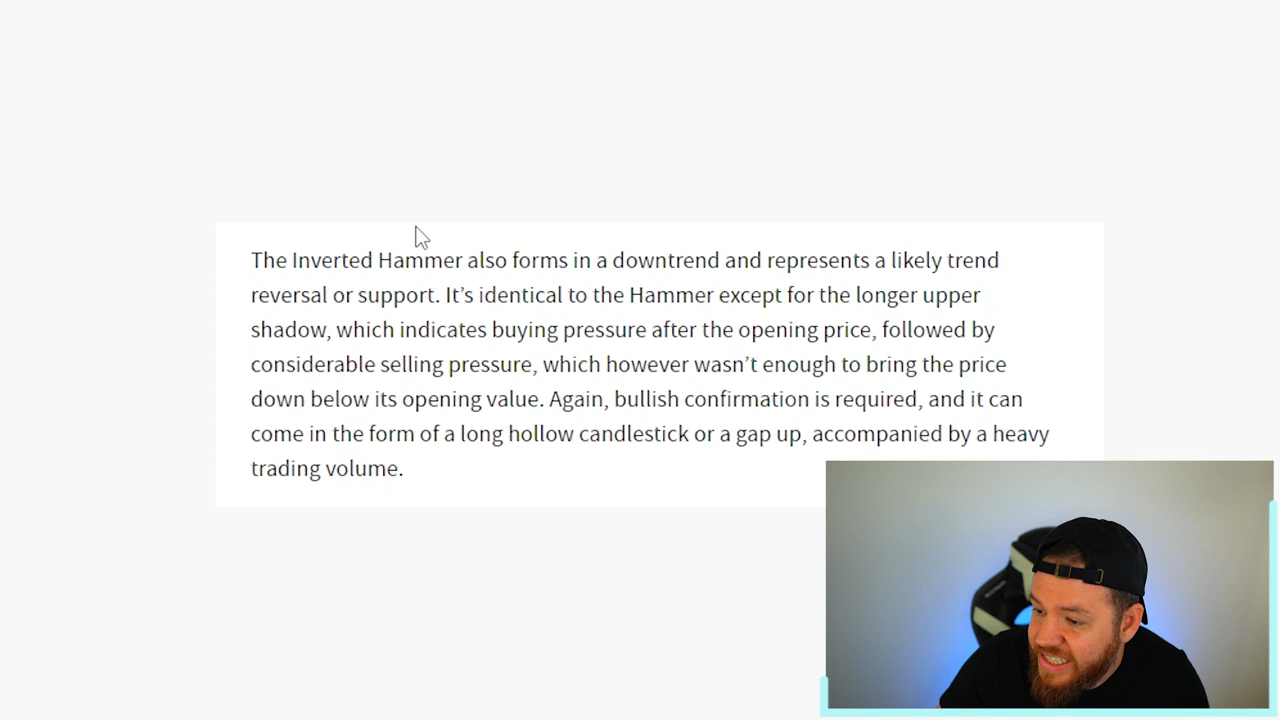 The Inverted Hammer also forms in a downtrend and represents a likely trend
reversal or support. It’s identical to the Hammer except for the longer upper
shadow, which indicates buying pressure after the opening price, followed by
considerable selling pressure, which however wasn’t enough to bring the price
down below its opening value. Again, bullish confirmation is required, and it can
come in the form of a long hollow candlestick or a gap up, accompanied by a heavy
trading volume.